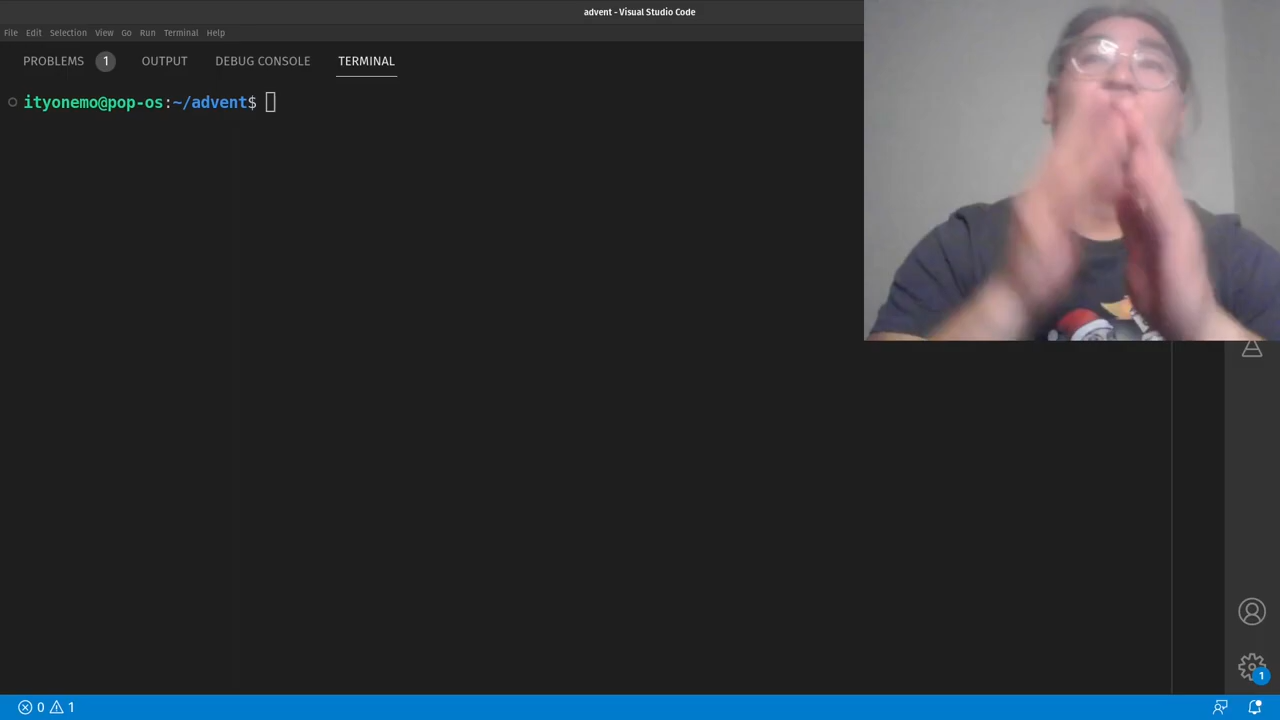 advent - Visual Studio Code
File Edit Selection View Go Run Terminal Help
PROBLEMS 1 OUTPUT DEBUG CONSOLE TERMINAL
ityonemo@pop-os:~/advent$
1
0 1